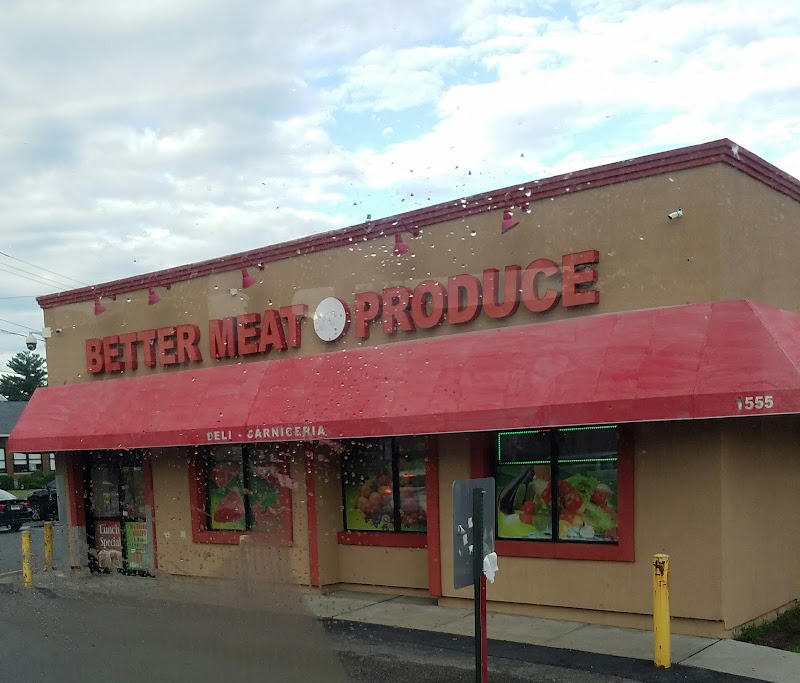 BETTER MEAT PRODUCE
DELI - CARNICERIA
1555
Lunch
Special